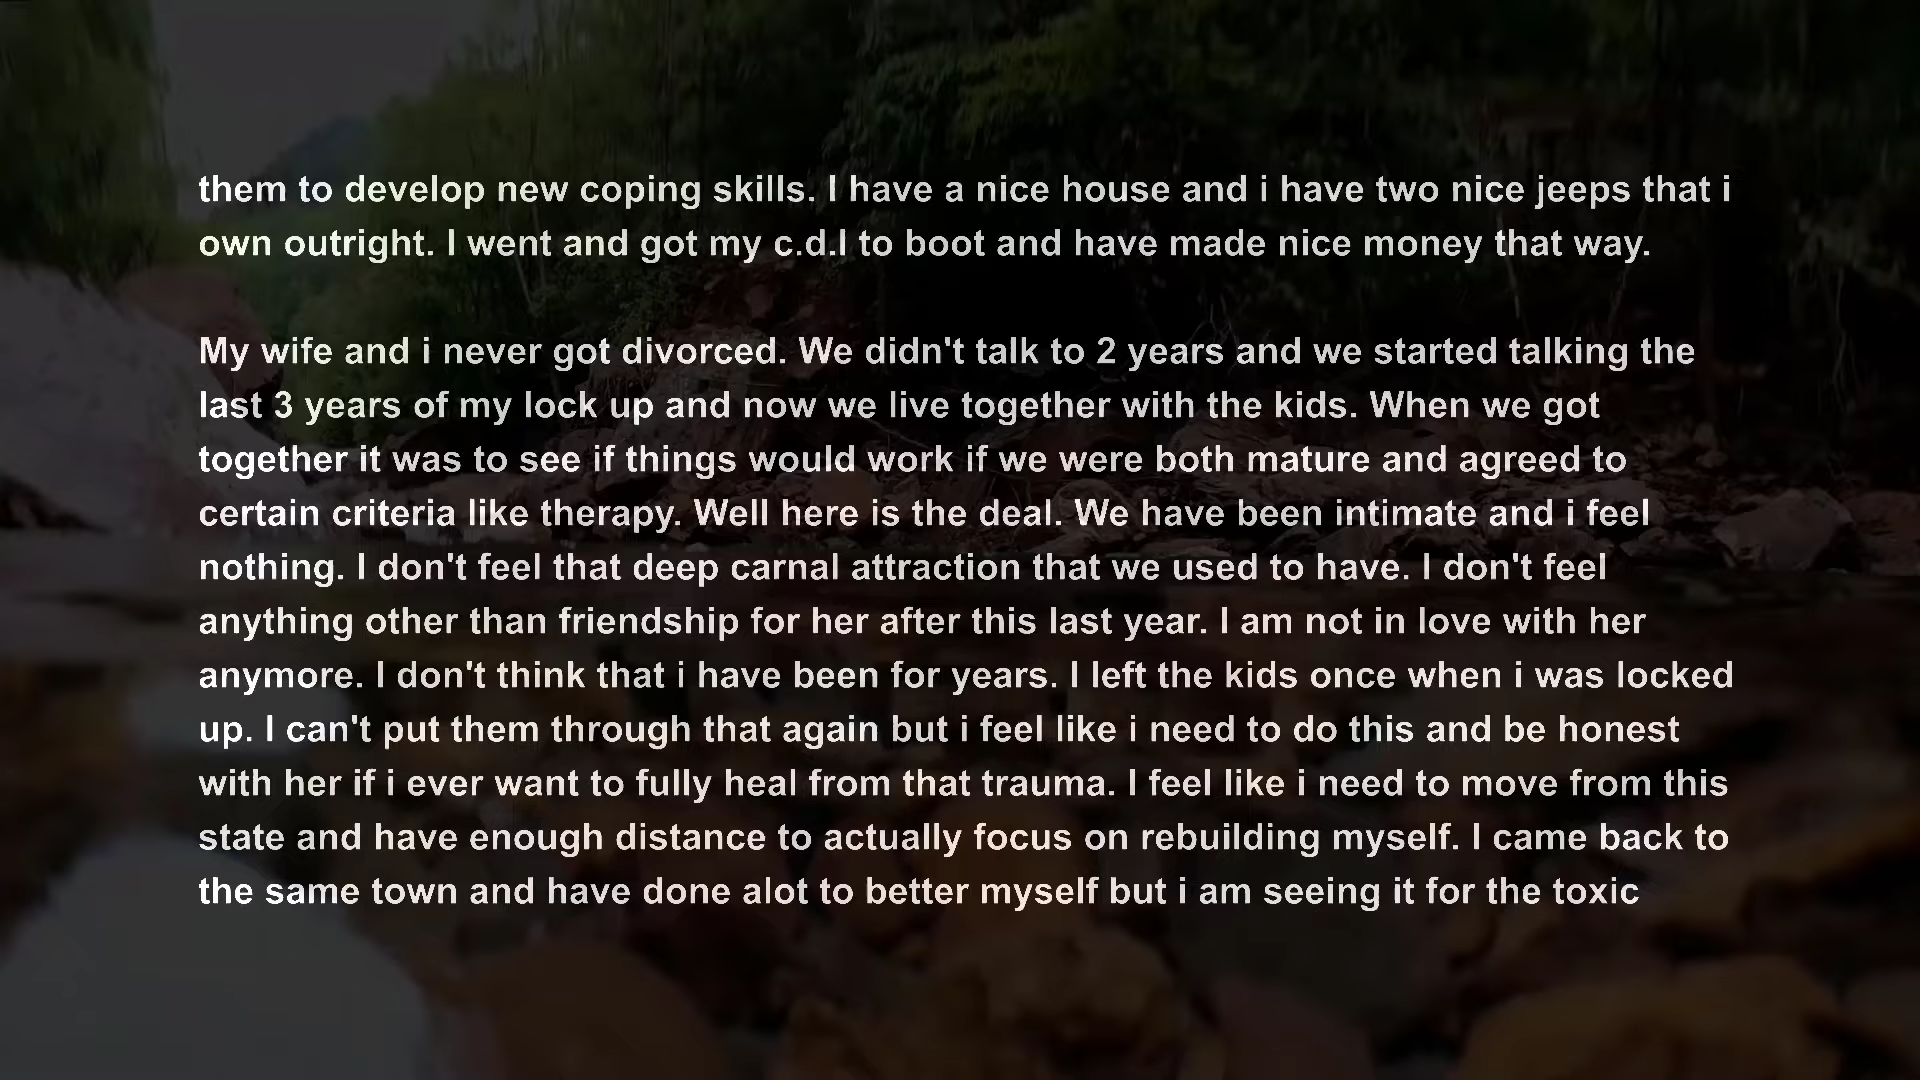 them to develop new coping skills. I have a nice house and i have two nice jeeps that i
own outright. I went and got my c.d.l to boot and have made nice money that way.
My wife and i never got divorced. We didn't talk to 2 years and we started talking the
last 3 years of my lock up and now we live together with the kids. When we got
together it was to see if things would work if we were both mature and agreed to
certain criteria like therapy. Well here is the deal. We have been intimate and i feel
nothing. I don't feel that deep carnal attraction that we used to have. I don't feel
anything other than friendship for her after this last year. I am not in love with her
anymore. I don't think that i have been for years. I left the kids once when i was locked
up. I can't put them through that again but i feel like i need to do this and be honest
with her if i ever want to fully heal from that trauma. I feel like i need to move from this
state and have enough distance to actually focus on rebuilding myself. I came back to
the same town and have done alot to better myself but i am seeing it for the toxic